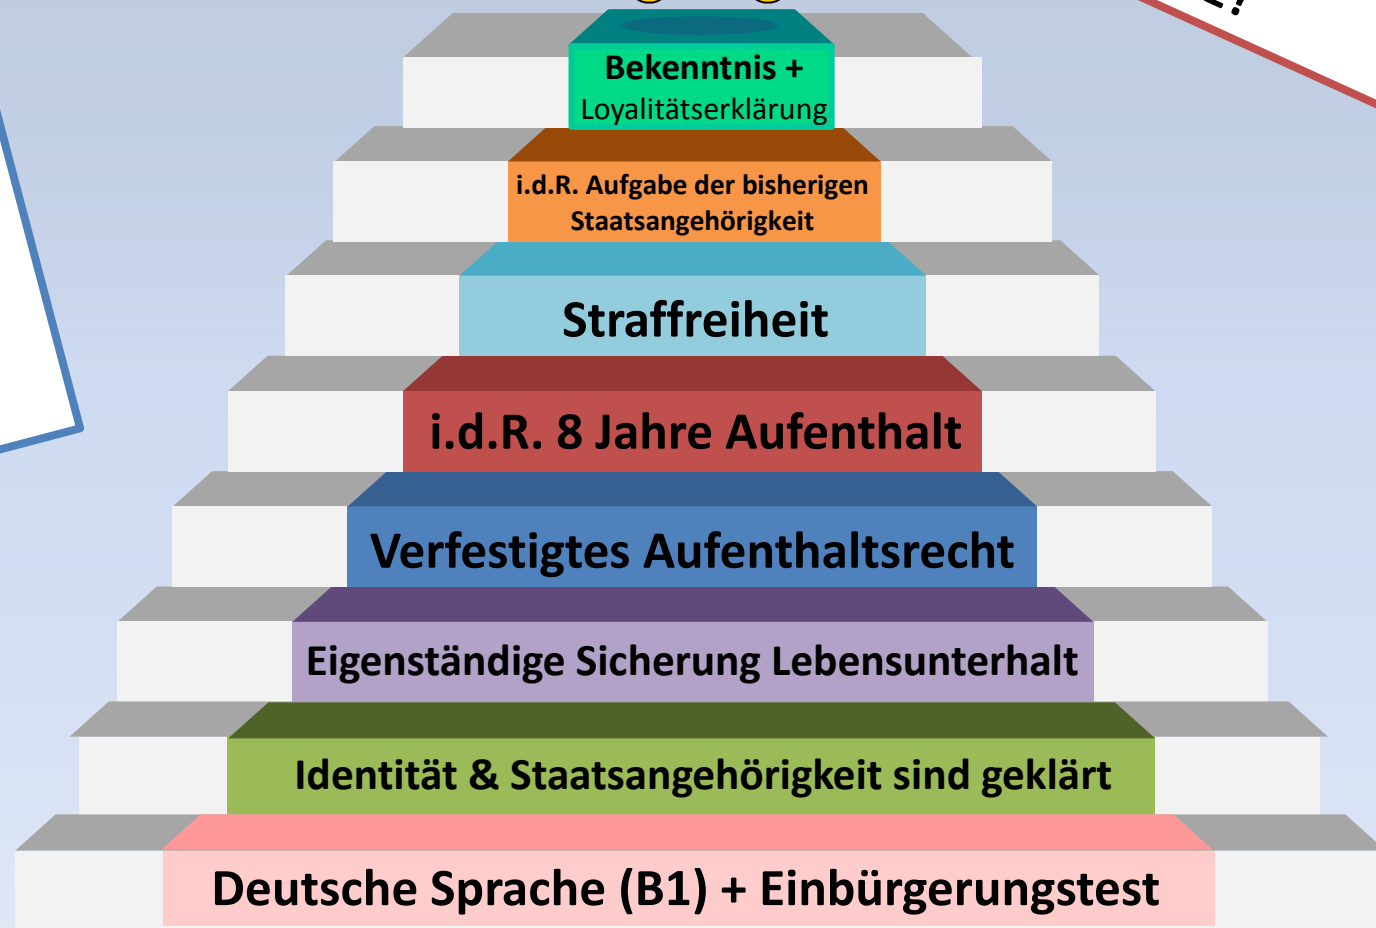 Bekenntnis +
Loyalitätserklärung
i.d.R. Aufgabe der bisherigen
Staatsangehörigkeit
Straffreiheit
i.d.R. 8 Jahre Aufenthalt
Verfestigtes Aufenthaltsrecht
Eigenständige Sicherung Lebensunterhalt
Identität & Staatsangehörigkeit sind geklärt
Deutsche Sprache (B1) + Einbürgerungstest